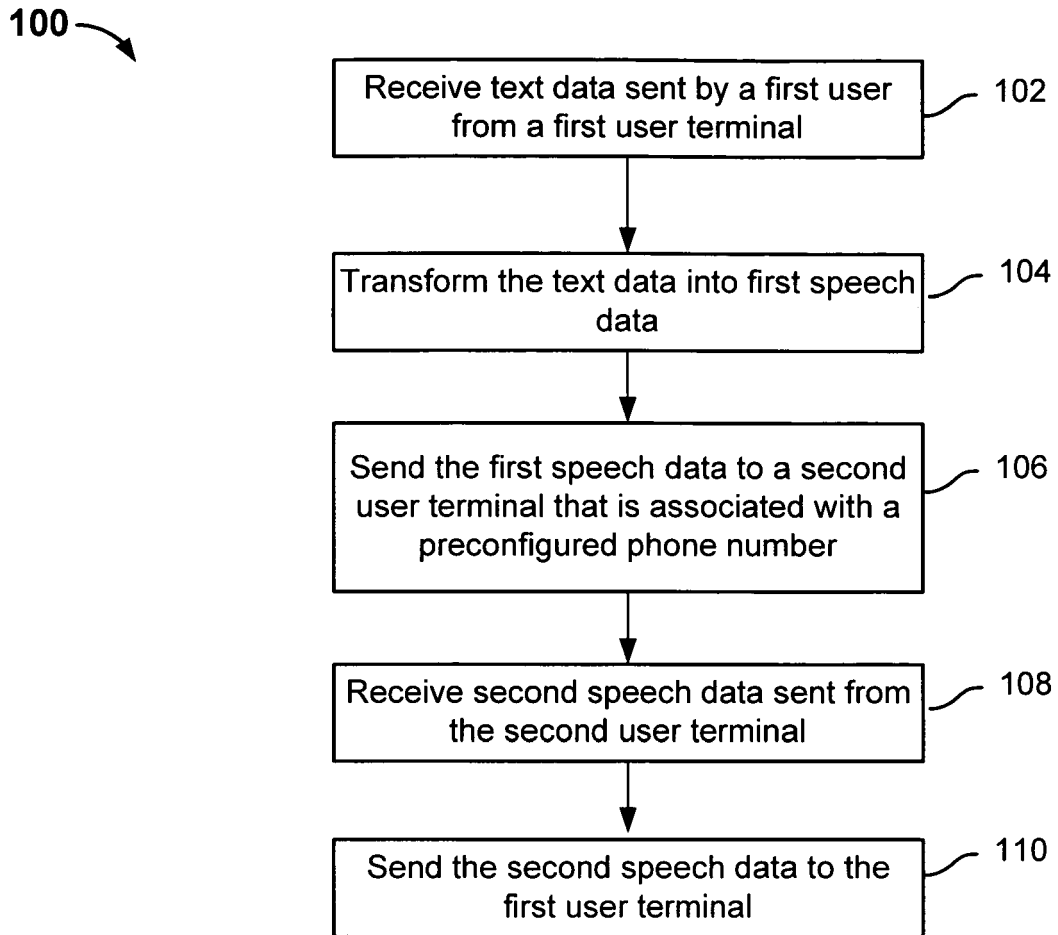 100
Receive text data sent by a first user
from a first user terminal
102
Transform the text data into first speech
data
104
Send the first speech data to a second
user terminal that is associated with a
preconfigured phone number
106
Receive second speech data sent from
the second user terminal
108
Send the second speech data to the
first user terminal
110